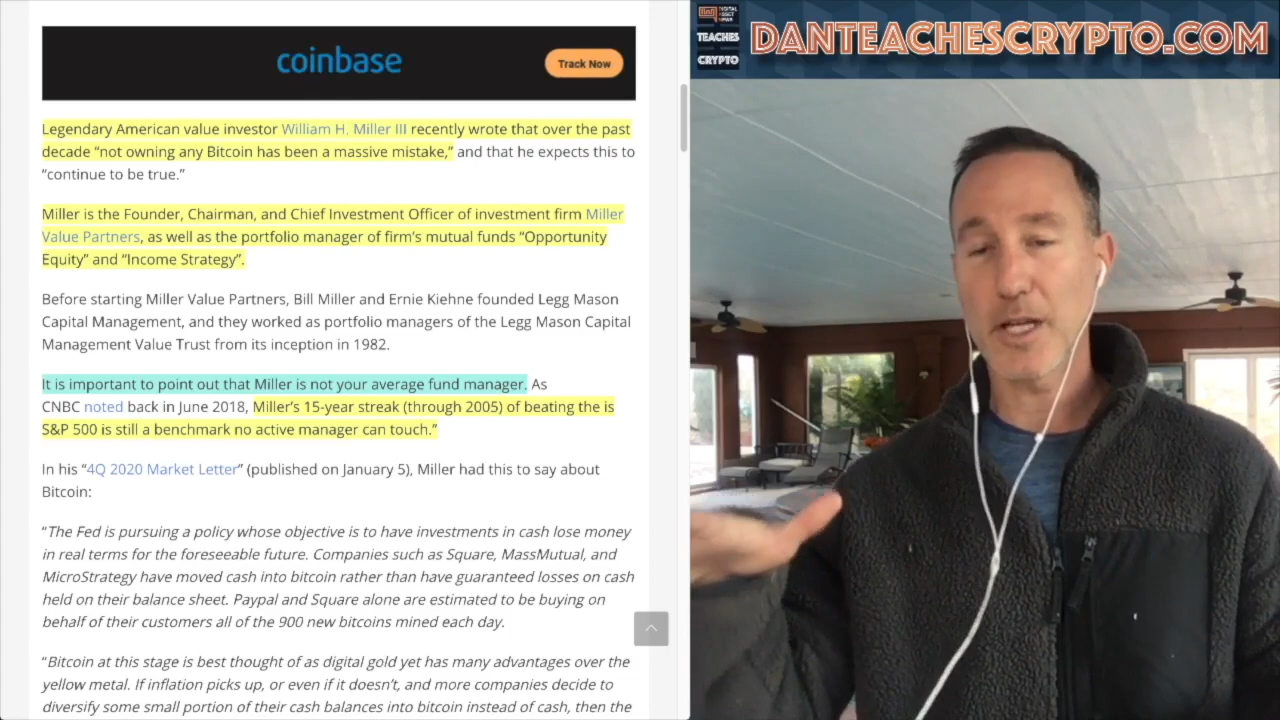 coinbase
Track Now
Legendary American value investor William H. Miller III recently wrote that over the past
decade “not owning any Bitcoin has been a massive mistake,” and that he expects this to
“continue to be true.”
Miller is the Founder, Chairman, and Chief Investment Officer of investment firm Miller
Value Partners, as well as the portfolio manager of firm’s mutual funds “Opportunity
Equity” and “Income Strategy”.
Before starting Miller Value Partners, Bill Miller and Ernie Kiehne founded Legg Mason
Capital Management, and they worked as portfolio managers of the Legg Mason Capital
Management Value Trust from its inception in 1982.
It is important to point out that Miller is not your average fund manager. As
CNBC noted back in June 2018, Miller’s 15-year streak (through 2005) of beating the is
S&P 500 is still a benchmark no active manager can touch.”
In his “4Q 2020 Market Letter” (published on January 5), Miller had this to say about
Bitcoin:
“The Fed is pursuing a policy whose objective is to have investments in cash lose money
in real terms for the foreseeable future. Companies such as Square, MassMutual, and
MicroStrategy have moved cash into bitcoin rather than have guaranteed losses on cash
held on their balance sheet. Paypal and Square alone are estimated to be buying on
behalf of their customers all of the 900 new bitcoins mined each day.
“Bitcoin at this stage is best thought of as digital gold yet has many advantages over the
yellow metal. If inflation picks up, or even if it doesn’t, and more companies decide to
diversify some small portion of their cash balances into bitcoin instead of cash, then the
DIGITAL
ASSET
NEWS
TEACHES
CRYPTO
DANTEACHESCRYPTO.COM